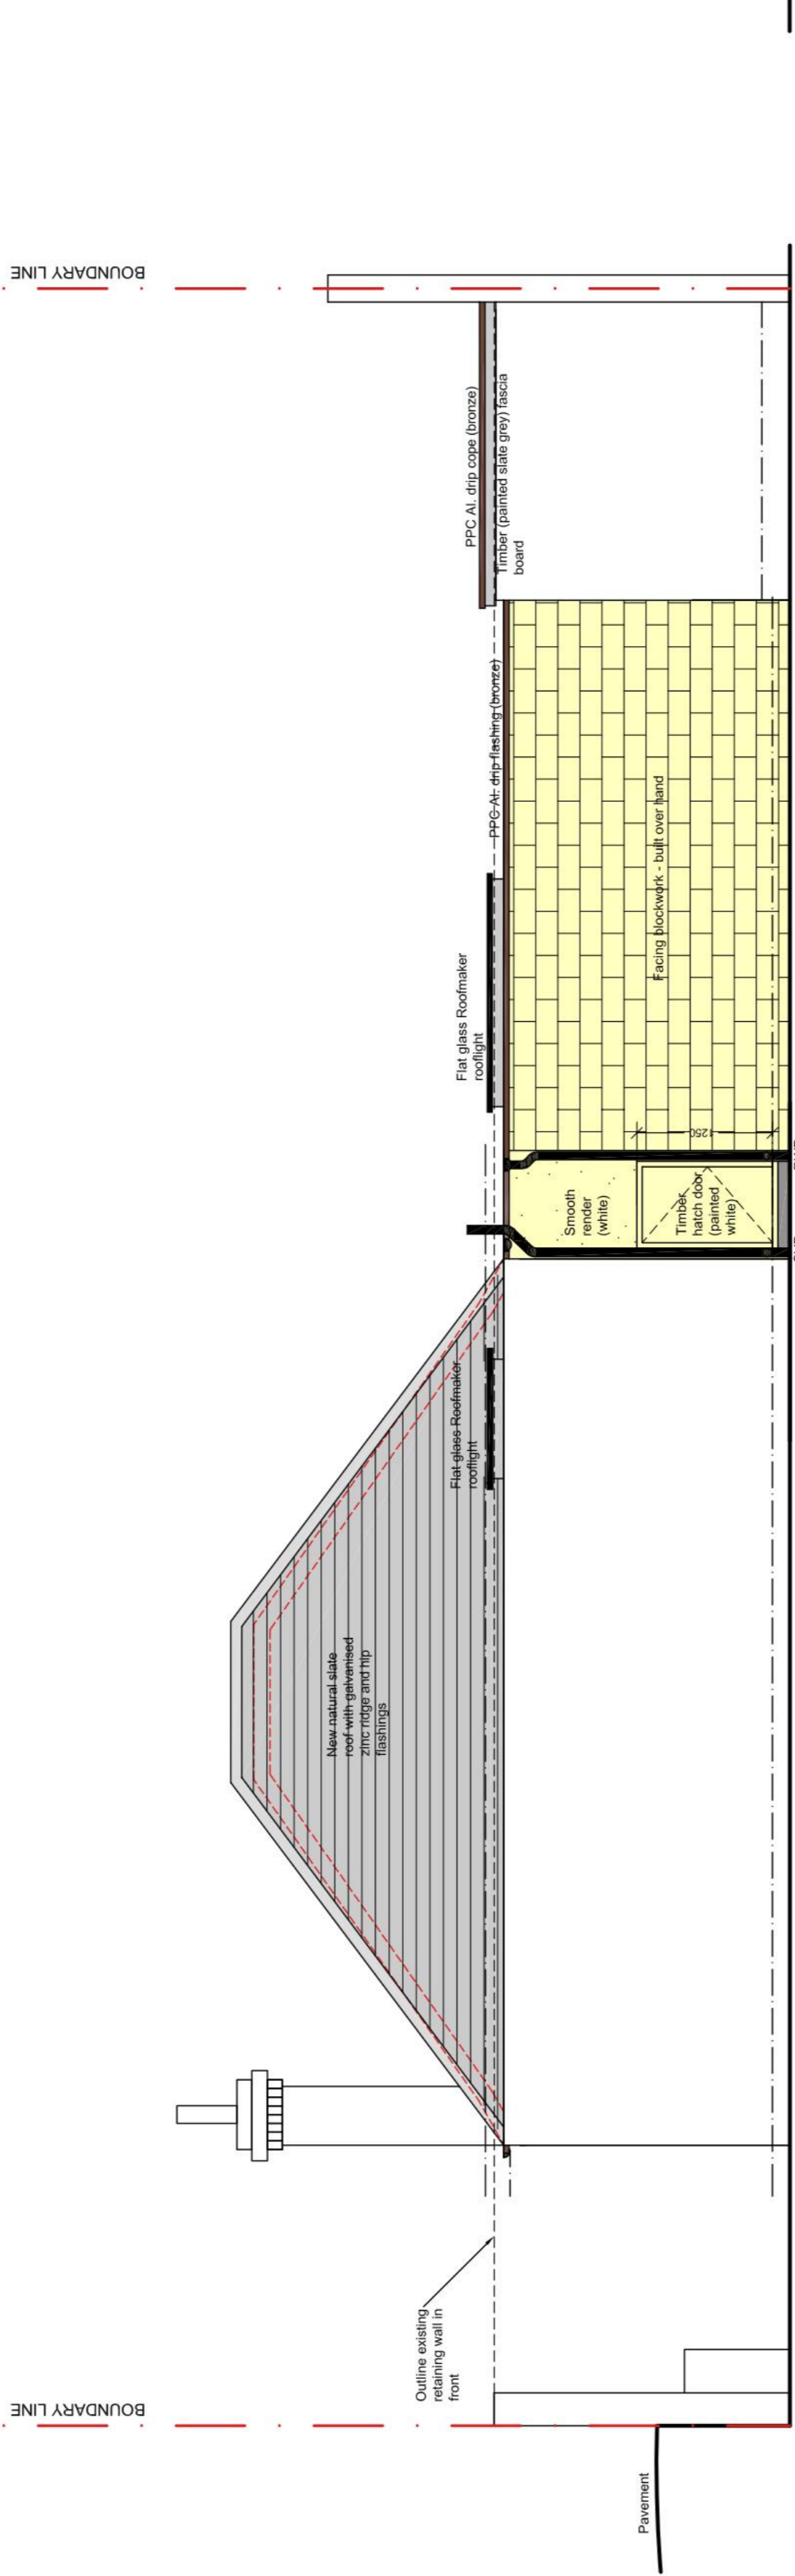 BOUNDARY LINE
Pavement
Outline existing
retaining wall in
front
New natural slate
roof with galvanised
zinc ridge and hip
flashings
Flat glass Roofmaker
rooflight
Smooth
render
(white)
Timber
hatch door
(painted
white)
1250
Flat glass Roofmaker
rooflight
Facing blockwork - built over hand
PPC Al. drip flashing (bronze)
PPC Al. drip cope (bronze)
Timber (painted slate grey) fascia
board
BOUNDARY LINE